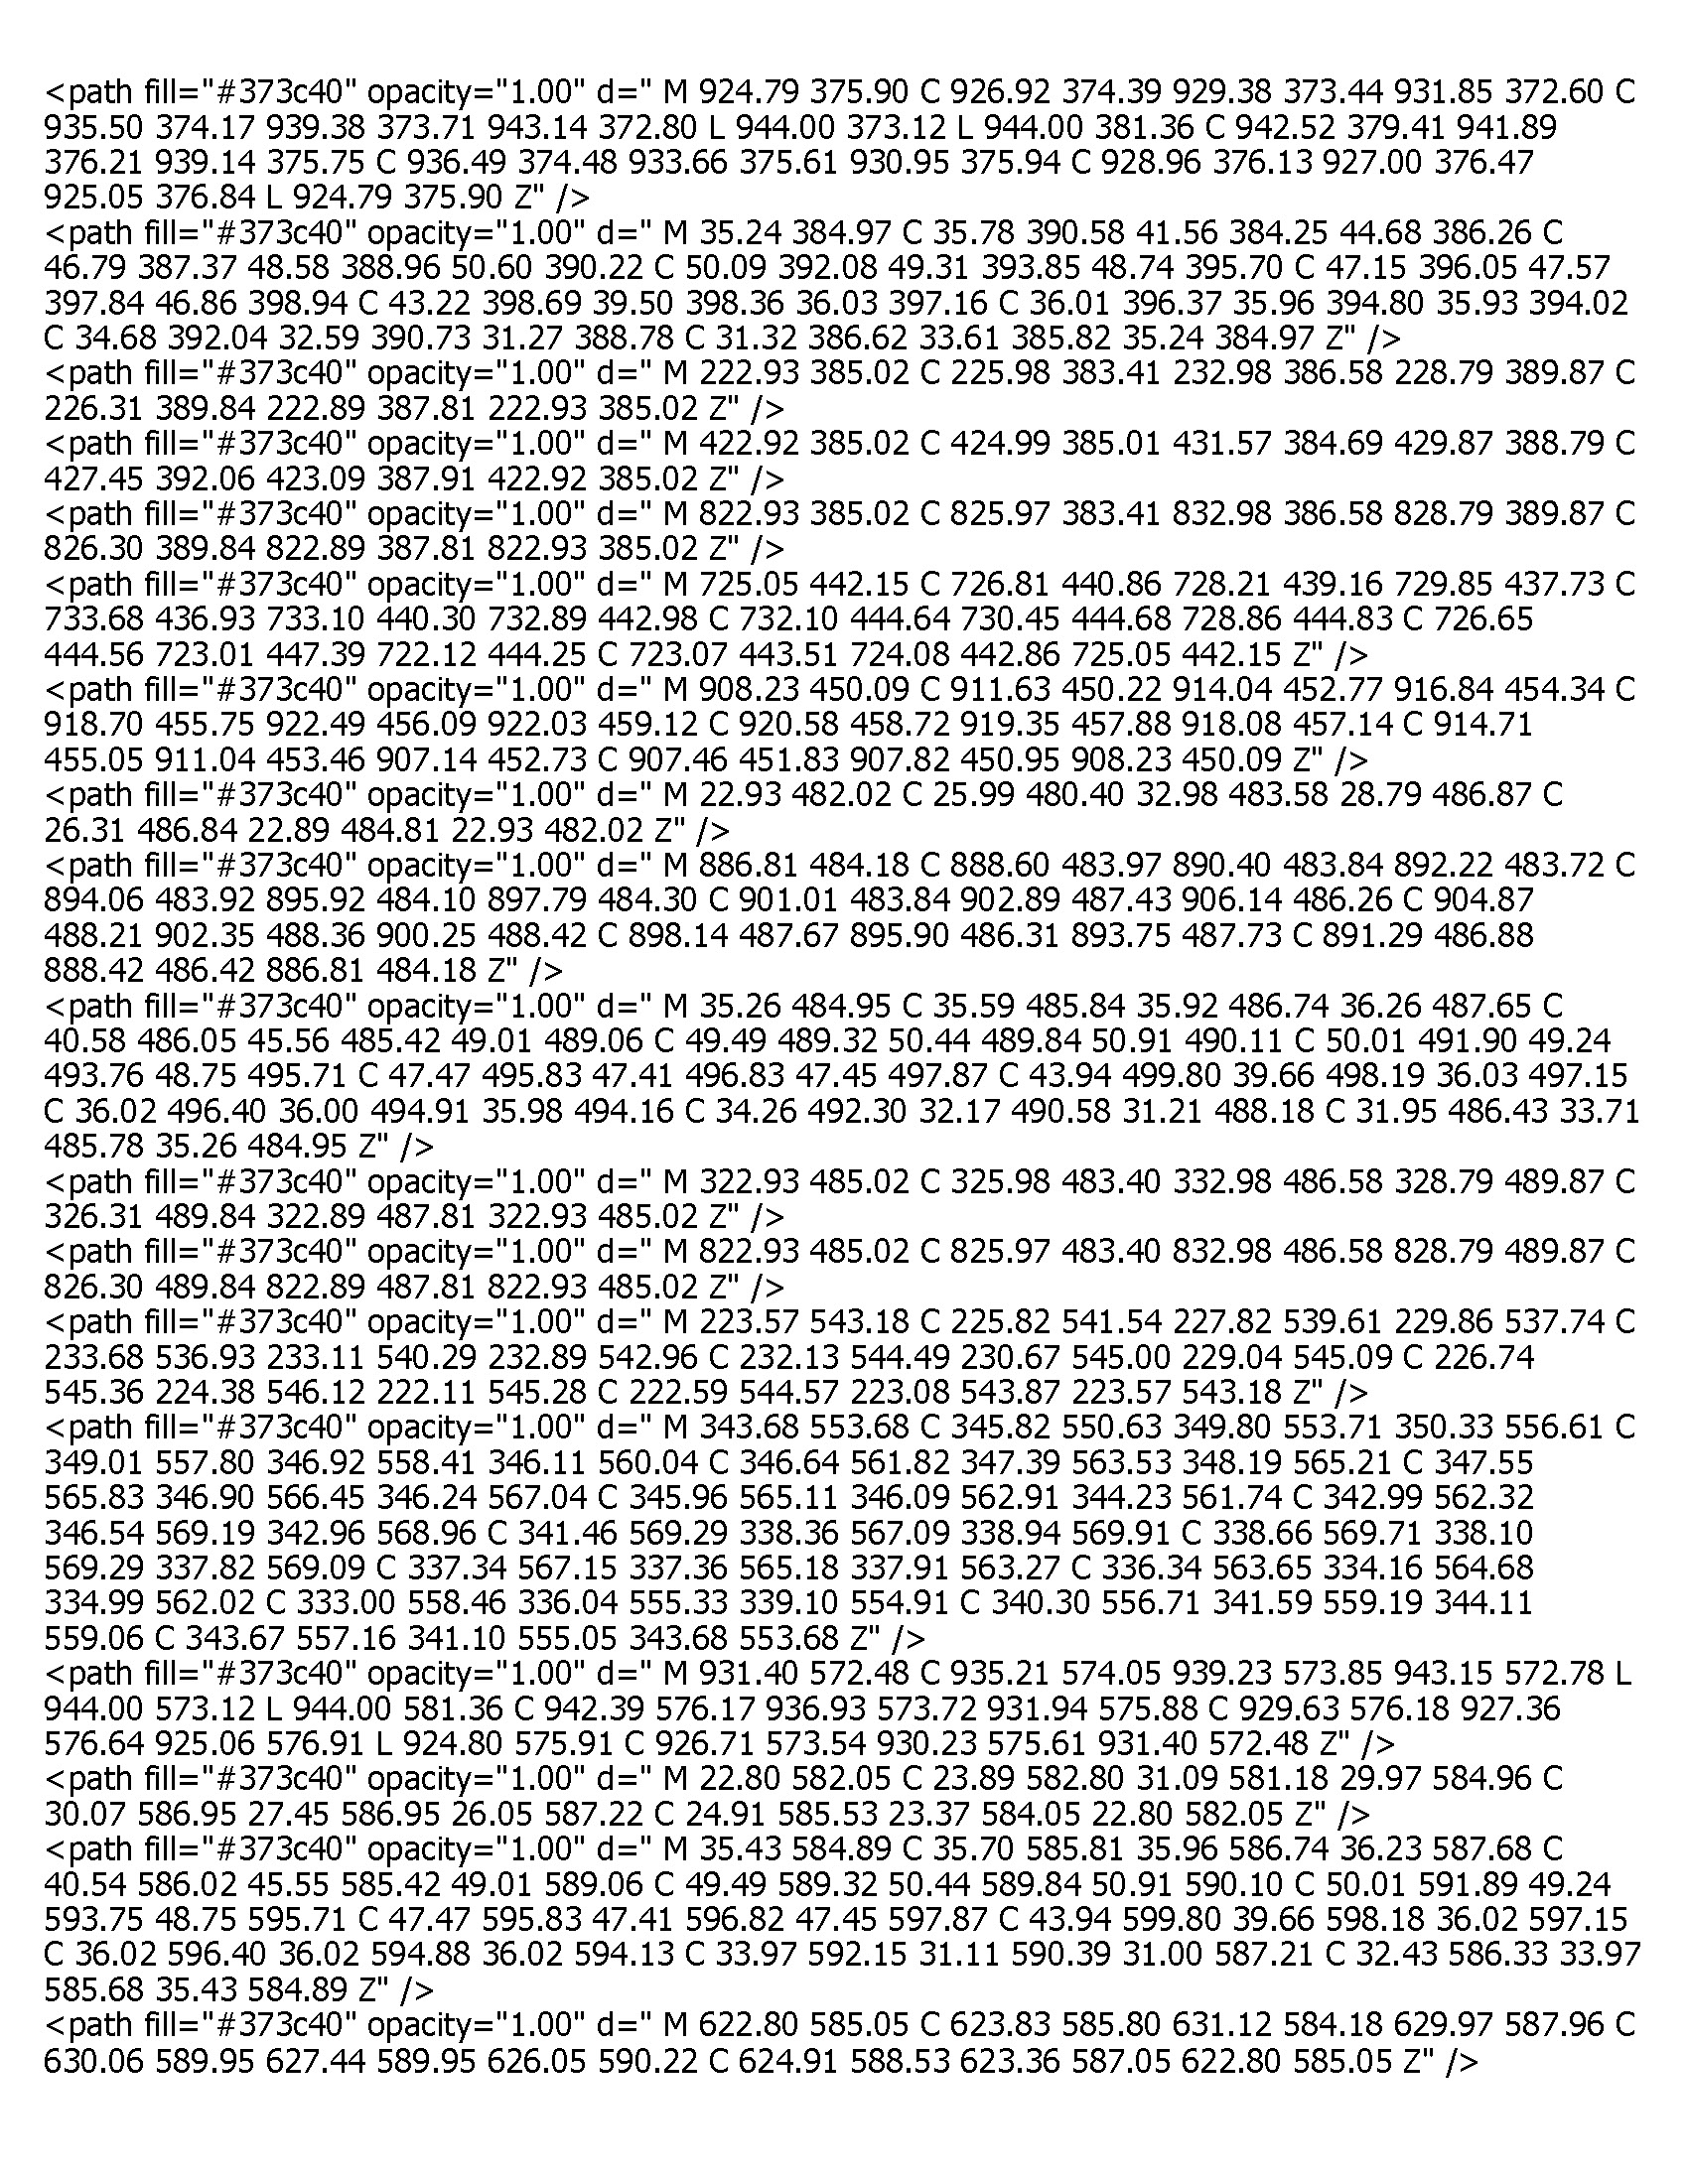 <path fill="#373c40" opacity="1.00" d=" M 924.79 375.90 C 926.92 374.39 929.38 373.44 931.85 372.60 C
935.50 374.17 939.38 373.71 943.14 372.80 L 944.00 373.12 L 944.00 381.36 C 942.52 379.41 941.89
376.21 939.14 375.75 C 936.49 374.48 933.66 375.61 930.95 375.94 C 928.96 376.13 927.00 376.47
925.05 376.84 L 924.79 375.90 Z" />
<path fill="#373c40" opacity="1.00" d=" M 35.24 384.97 C 35.78 390.58 41.56 384.25 44.68 386.26 C
46.79 387.37 48.58 388.96 50.60 390.22 C 50.09 392.08 49.31 393.85 48.74 395.70 C 47.15 396.05 47.57
397.84 46.86 398.94 C 43.22 398.69 39.50 398.36 36.03 397.16 C 36.01 396.37 35.96 394.80 35.93 394.02
C 34.68 392.04 32.59 390.73 31.27 388.78 C 31.32 386.62 33.61 385.82 35.24 384.97 Z" />
<path fill="#373c40" opacity="1.00" d=" M 222.93 385.02 C 225.98 383.41 232.98 386.58 228.79 389.87 C
226.31 389.84 222.89 387.81 222.93 385.02 Z" />
<path fill="#373c40" opacity="1.00" d=" M 422.92 385.02 C 424.99 385.01 431.57 384.69 429.87 388.79 C
427.45 392.06 423.09 387.91 422.92 385.02 Z" />
<path fill="#373c40" opacity="1.00" d=" M 822.93 385.02 C 825.97 383.41 832.98 386.58 828.79 389.87 C
826.30 389.84 822.89 387.81 822.93 385.02 Z" />
<path fill="#373c40" opacity="1.00" d=" M 725.05 442.15 C 726.81 440.86 728.21 439.16 729.85 437.73 C
733.68 436.93 733.10 440.30 732.89 442.98 C 732.10 444.64 730.45 444.68 728.86 444.83 C 726.65
444.56 723.01 447.39 722.12 444.25 C 723.07 443.51 724.08 442.86 725.05 442.15 Z" />
<path fill="#373c40" opacity="1.00" d=" M 908.23 450.09 C 911.63 450.22 914.04 452.77 916.84 454.34 C
918.70 455.75 922.49 456.09 922.03 459.12 C 920.58 458.72 919.35 457.88 918.08 457.14 C 914.71
455.05 911.04 453.46 907.14 452.73 C 907.46 451.83 907.82 450.95 908.23 450.09 Z" />
<path fill="#373c40" opacity="1.00" d=" M 22.93 482.02 C 25.99 480.40 32.98 483.58 28.79 486.87 C
26.31 486.84 22.89 484.81 22.93 482.02 Z" />
<path fill="#373c40" opacity="1.00" d=" M 886.81 484.18 C 888.60 483.97 890.40 483.84 892.22 483.72 C
894.06 483.92 895.92 484.10 897.79 484.30 C 901.01 483.84 902.89 487.43 906.14 486.26 C 904.87
488.21 902.35 488.36 900.25 488.42 C 898.14 487.67 895.90 486.31 893.75 487.73 C 891.29 486.88
888.42 486.42 886.81 484.18 Z" />
<path fill="#373c40" opacity="1.00" d=" M 35.26 484.95 C 35.59 485.84 35.92 486.74 36.26 487.65 C
40.58 486.05 45.56 485.42 49.01 489.06 C 49.49 489.32 50.44 489.84 50.91 490.11 C 50.01 491.90 49.24
493.76 48.75 495.71 C 47.47 495.83 47.41 496.83 47.45 497.87 C 43.94 499.80 39.66 498.19 36.03 497.15
C 36.02 496.40 36.00 494.91 35.98 494.16 C 34.26 492.30 32.17 490.58 31.21 488.18 C 31.95 486.43 33.71
485.78 35.26 484.95 Z" />
<path fill="#373c40" opacity="1.00" d=" M 322.93 485.02 C 325.98 483.40 332.98 486.58 328.79 489.87 C
326.31 489.84 322.89 487.81 322.93 485.02 Z" />
<path fill="#373c40" opacity="1.00" d=" M 822.93 485.02 C 825.97 483.40 832.98 486.58 828.79 489.87 C
826.30 489.84 822.89 487.81 822.93 485.02 Z" />
<path fill="#373c40" opacity="1.00" d=" M 223.57 543.18 C 225.82 541.54 227.82 539.61 229.86 537.74 C
233.68 536.93 233.11 540.29 232.89 542.96 C 232.13 544.49 230.67 545.00 229.04 545.09 C 226.74
545.36 224.38 546.12 222.11 545.28 C 222.59 544.57 223.08 543.87 223.57 543.18 Z" />
<path fill="#373c40" opacity="1.00" d=" M 343.68 553.68 C 345.82 550.63 349.80 553.71 350.33 556.61 C
349.01 557.80 346.92 558.41 346.11 560.04 C 346.64 561.82 347.39 563.53 348.19 565.21 C 347.55
565.83 346.90 566.45 346.24 567.04 C 345.96 565.11 346.09 562.91 344.23 561.74 C 342.99 562.32
346.54 569.19 342.96 568.96 C 341.46 569.29 338.36 567.09 338.94 569.91 C 338.66 569.71 338.10
569.29 337.82 569.09 C 337.34 567.15 337.36 565.18 337.91 563.27 C 336.34 563.65 334.16 564.68
334.99 562.02 C 333.00 558.46 336.04 555.33 339.10 554.91 C 340.30 556.71 341.59 559.19 344.11
559.06 C 343.67 557.16 341.10 555.05 343.68 553.68 Z" />
<path fill="#373c40" opacity="1.00" d=" M 931.40 572.48 C 935.21 574.05 939.23 573.85 943.15 572.78 L
944.00 573.12 L 944.00 581.36 C 942.39 576.17 936.93 573.72 931.94 575.88 C 929.63 576.18 927.36
576.64 925.06 576.91 L 924.80 575.91 C 926.71 573.54 930.23 575.61 931.40 572.48 Z" />
<path fill="#373c40" opacity="1.00" d=" M 22.80 582.05 C 23.89 582.80 31.09 581.18 29.97 584.96 C
30.07 586.95 27.45 586.95 26.05 587.22 C 24.91 585.53 23.37 584.05 22.80 582.05 Z" />
<path fill="#373c40" opacity="1.00" d=" M 35.43 584.89 C 35.70 585.81 35.96 586.74 36.23 587.68 C
40.54 586.02 45.55 585.42 49.01 589.06 C 49.49 589.32 50.44 589.84 50.91 590.10 C 50.01 591.89 49.24
593.75 48.75 595.71 C 47.47 595.83 47.41 596.82 47.45 597.87 C 43.94 599.80 39.66 598.18 36.02 597.15
C 36.02 596.40 36.02 594.88 36.02 594.13 C 33.97 592.15 31.11 590.39 31.00 587.21 C 32.43 586.33 33.97
585.68 35.43 584.89 Z" />
<path fill="#373c40" opacity="1.00" d=" M 622.80 585.05 C 623.83 585.80 631.12 584.18 629.97 587.96 C
630.06 589.95 627.44 589.95 626.05 590.22 C 624.91 588.53 623.36 587.05 622.80 585.05 Z" />